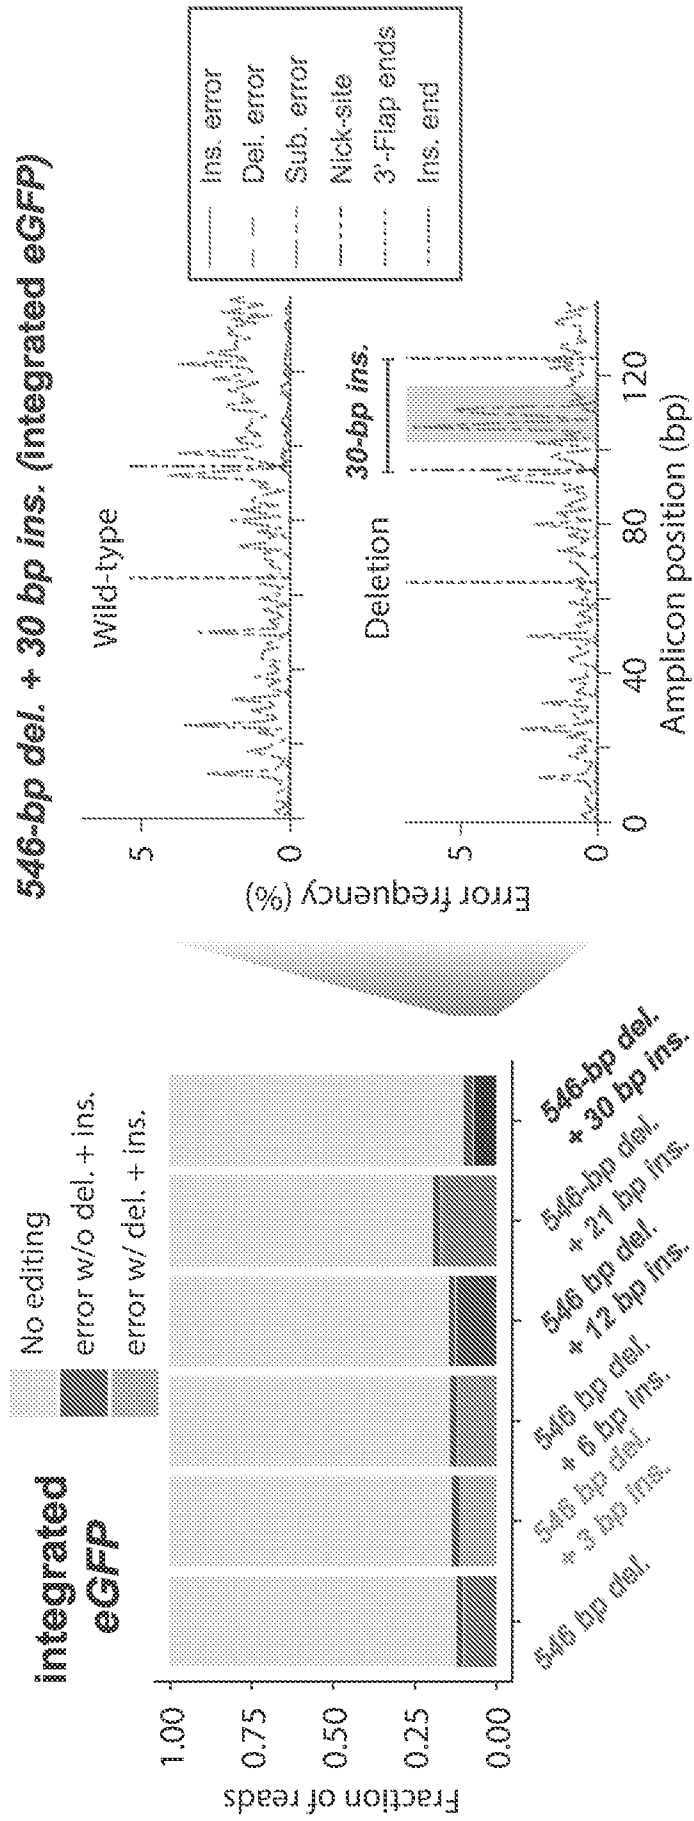 integrated
eGFP
No editing
error w/o del. + ins.
error w/ del. + ins.
Fraction of reads
1.00
0.75
0.50
0.25
0.00
546 bp del.
546 bp del.
+ 3 bp ins.
546 bp del.
+ 6 bp ins.
546 bp del.
+ 12 bp ins.
546-bp del.
+ 21 bp ins.
546-bp del.
+ 30 bp ins.
546-bp del. + 30 bp ins. (integrated eGFP)
Error frequency (%)
Wild-type
5
0
Deletion
30-bp ins.
5
0
0
40
80
120
Amplicon position (bp)
Ins. error
Del. error
Sub. error
Nick-site
3'-Flap ends
Ins. end